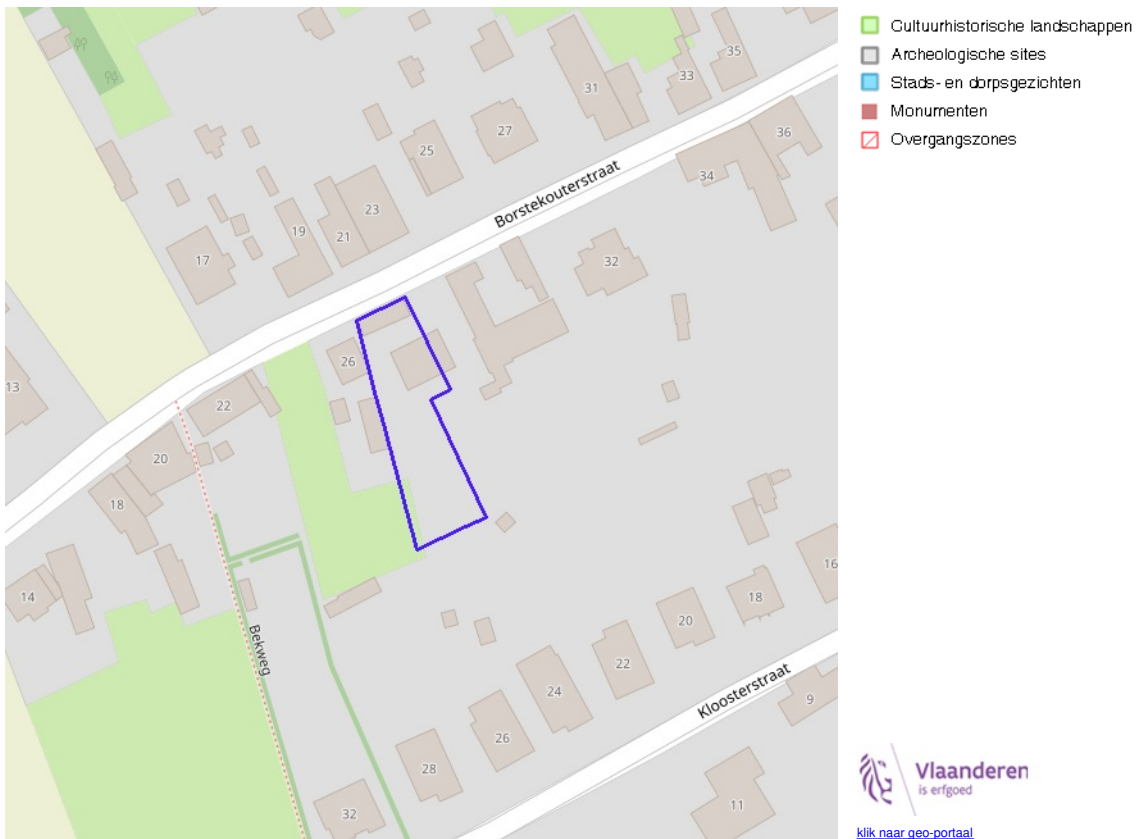 Cultuurhistorische landschappen
Archeologische sites
Stads- en dorpsgezichten
Monumenten
Overgangszones
35
33
31
36
27
25
34
Borstekouterstraat
23
19
21
17
32
26
13
22
20
18
14
16
18
20
Bekweg
22
24
Kloosterstraat
9
26
28
11
32
Vlaanderen
is erfgoed
klik naar geo-portaal